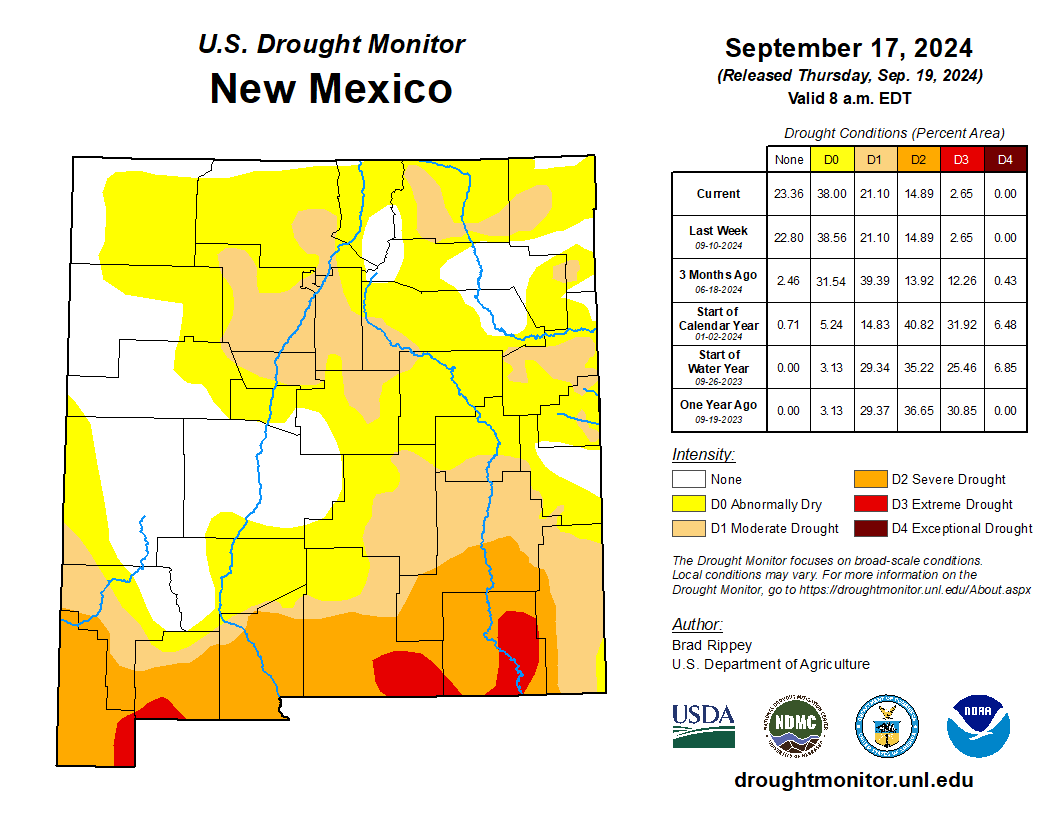 U.S. Drought Monitor
New Mexico
September 17, 2024
(Released Thursday, Sep. 19, 2024)
Valid 8 a.m. EDT
Drought Conditions (Percent Area)
None D0 D1 D2 D3 D4
Current 23.36 38.00 21.10 14.89 2.65 0.00
Last Week
09-10-2024 22.80 38.56 21.10 14.89 2.65 0.00
3 Months Ago
06-18-2024 2.46 31.54 39.39 13.92 12.26 0.43
Start of
Calendar Year
01-02-2024 0.71 5.24 14.83 40.82 31.92 6.48
Start of
Water Year
09-26-2023 0.00 3.13 29.34 35.22 25.46 6.85
One Year Ago
09-19-2023 0.00 3.13 29.37 36.65 30.85 0.00
Intensity:
None
D0 Abnormally Dry
D1 Moderate Drought
D2 Severe Drought
D3 Extreme Drought
D4 Exceptional Drought
The Drought Monitor focuses on broad-scale conditions.
Local conditions may vary. For more information on the
Drought Monitor, go to https://droughtmonitor.unl.edu/About.aspx
Author:
Brad Rippey
U.S. Department of Agriculture
USDA
NDMC
NOAA
droughtmonitor.unl.edu